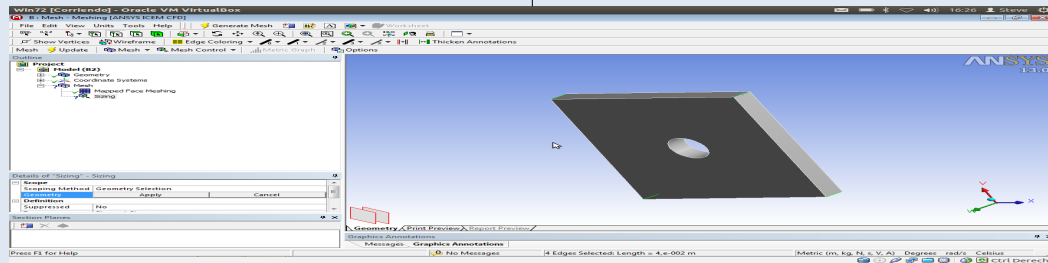 Win72 [Corriendo] - Oracle VM VirtualBox 16:26 Steve
B : Mesh - Meshing [ANSYS ICEM CFD]
File Edit View Units Tools Help Generate Mesh Worksheet
Show Vertices Wireframe Edge Coloring Thicken Annotations
Mesh Update Mesh Mesh Control Metric Graph Options
Outline
Project
Model (B2)
Geometry
Coordinate Systems
Mesh
Mapped Face Meshing
Sizing
ANSYS
13.0
Details of "Sizing" - Sizing
Scope
Scoping Method Geometry Selection
Geometry Apply Cancel
Definition
Suppressed No
Section Planes
Y
X
Geometry Print Preview Report Preview
Graphics Annotations
Messages Graphics Annotations
Press F1 for Help No Messages 4 Edges Selected: Length = 4,e-002 m Metric (m, kg, N, s, V, A) Degrees rad/s Celsius
Ctrl Derech